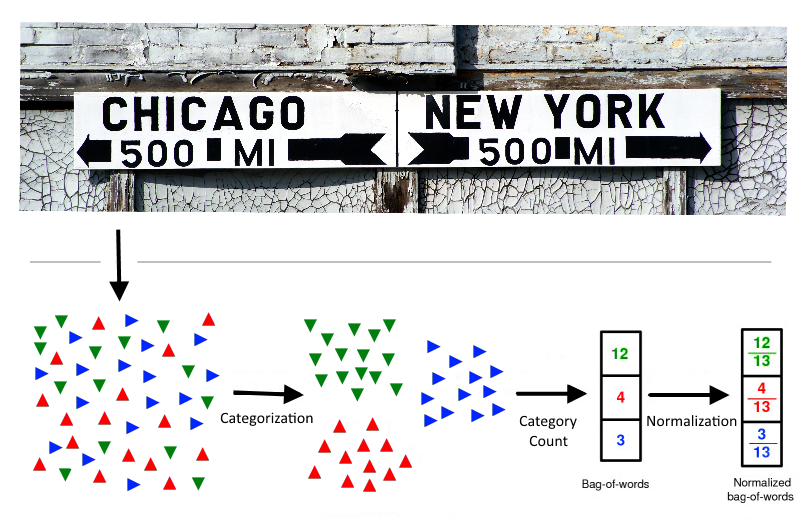 CHICAGO
500 MI
NEW YORK
500 MI
Categorization
Category
Count
12
4
3
Bag-of-words
Normalization
12
13
4
13
3
13
Normalized
bag-of-words